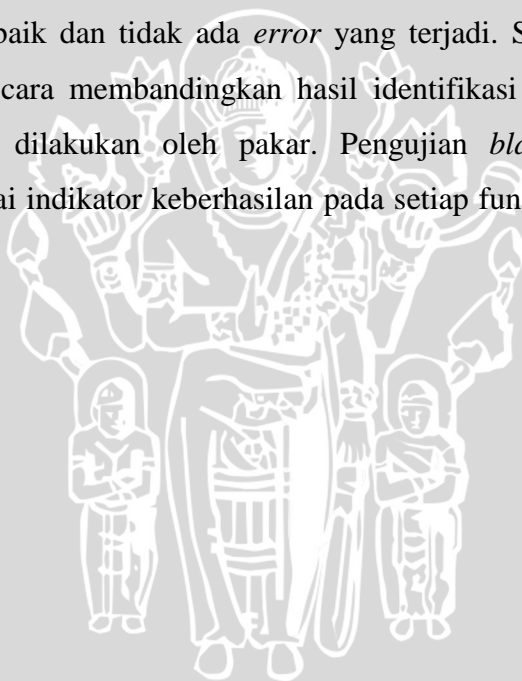 baik dan tidak ada error yang terjadi. S
cara membandingkan hasil identifikasi
dilakukan oleh pakar. Pengujian bla
ai indikator keberhasilan pada setiap fun